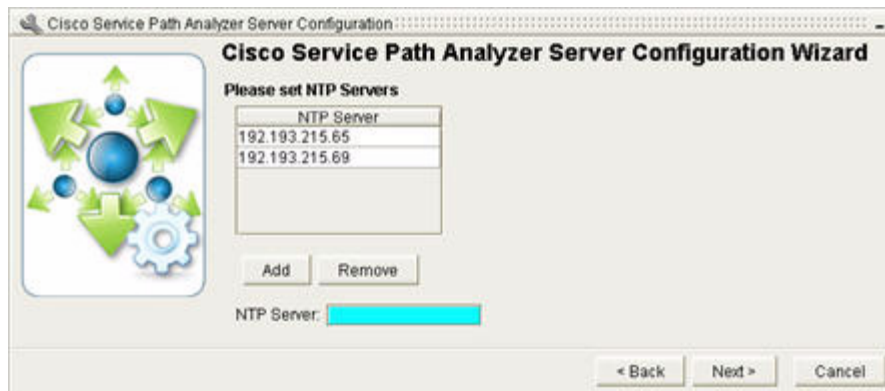 Cisco Service Path Analyzer Server Configuration
Cisco Service Path Analyzer Server Configuration Wizard
Please set NTP Servers
NTP Server
192.193.215.65
192.193.215.69
Add Remove
NTP Server:
< Back Next > Cancel